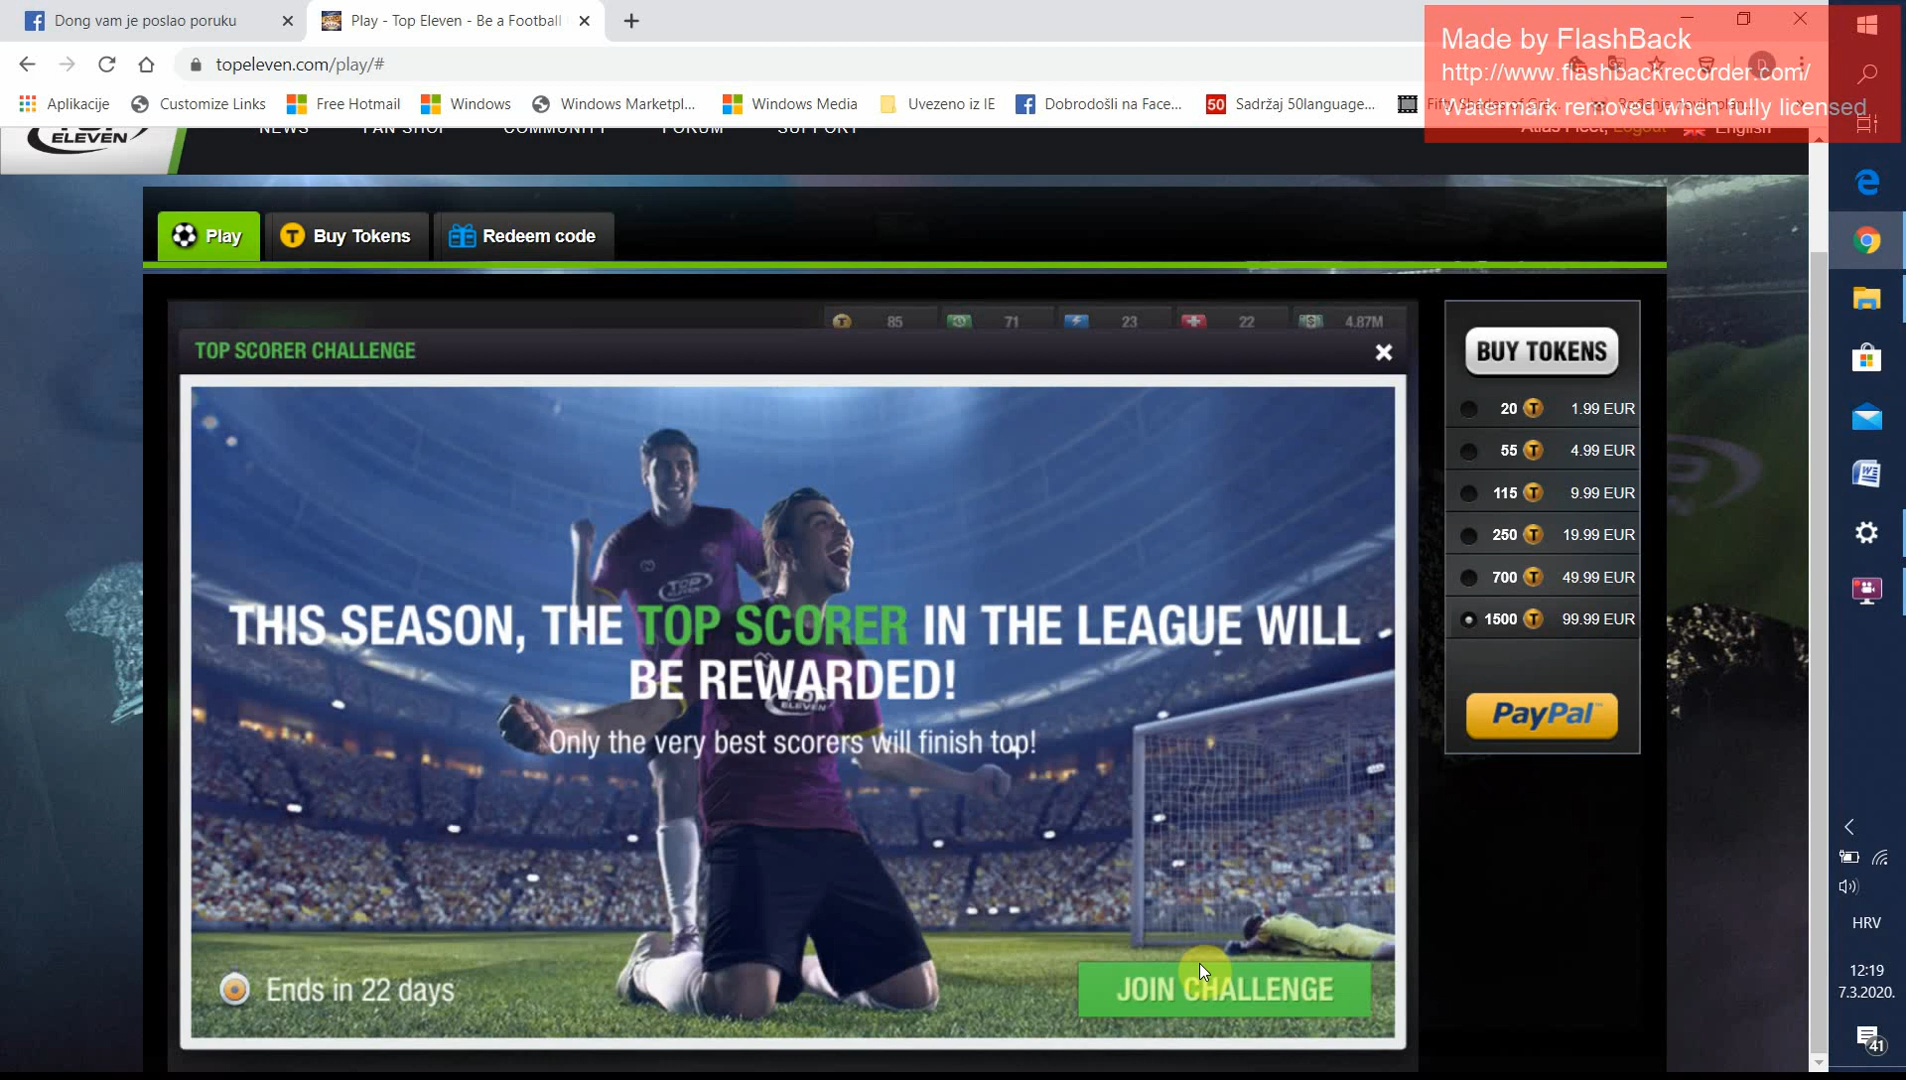 Dong vam je poslao poruku
Play - Top Eleven - Be a Football
Made by FlashBack
http://www.flashbackrecorder.com/
Watermark removed when fully licensed
topeleven.com/play/#
Aplikacije
Customize Links
Free Hotmail
Windows
Windows Marketpl...
Windows Media
Uvezeno iz IE
Dobrodošli na Face...
50
Sadržaj 50language...
ELEVEN
NEWS
FAN SHOP
COMMUNITY
FORUM
SUPPORT
Atlas Fleet, Logout
English
Play
T
Buy Tokens
Redeem code
T
85
71
23
22
4.87M
TOP SCORER CHALLENGE
THIS SEASON, THE TOP SCORER IN THE LEAGUE WILL
BE REWARDED!
Only the very best scorers will finish top!
TOP
ELEVEN
Ends in 22 days
JOIN CHALLENGE
BUY TOKENS
20 T 1.99 EUR
55 T 4.99 EUR
115 T 9.99 EUR
250 T 19.99 EUR
700 T 49.99 EUR
1500 T 99.99 EUR
PayPal™
HRV
12:19
7.3.2020.
41